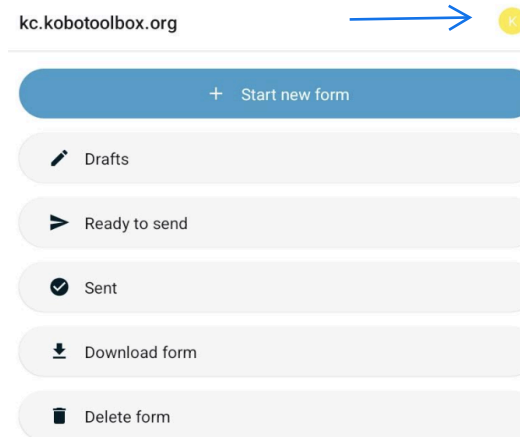 kc.kobotoolbox.org
K
+ Start new form
Drafts
Ready to send
Sent
Download form
Delete form